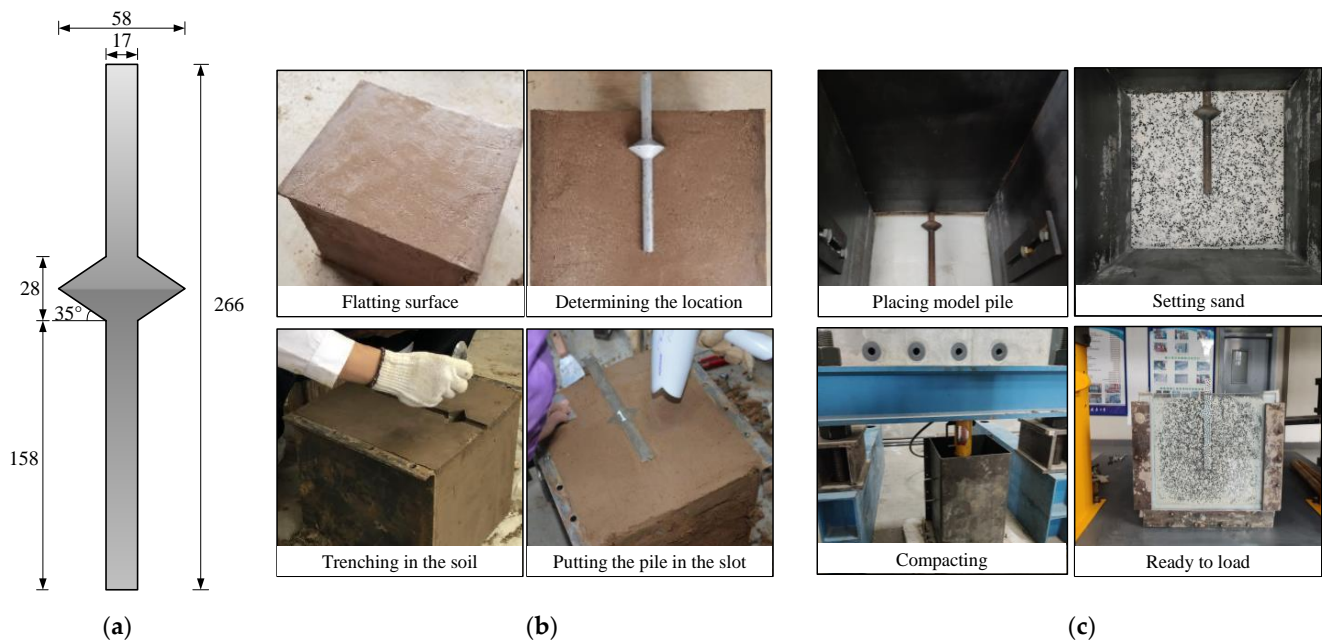 58
17
28
35°
266
158
Flatting surface
Determining the location
Placing model pile
Setting sand
Trenching in the soil
Putting the pile in the slot
Compacting
Ready to load
(a)
(b)
(c)